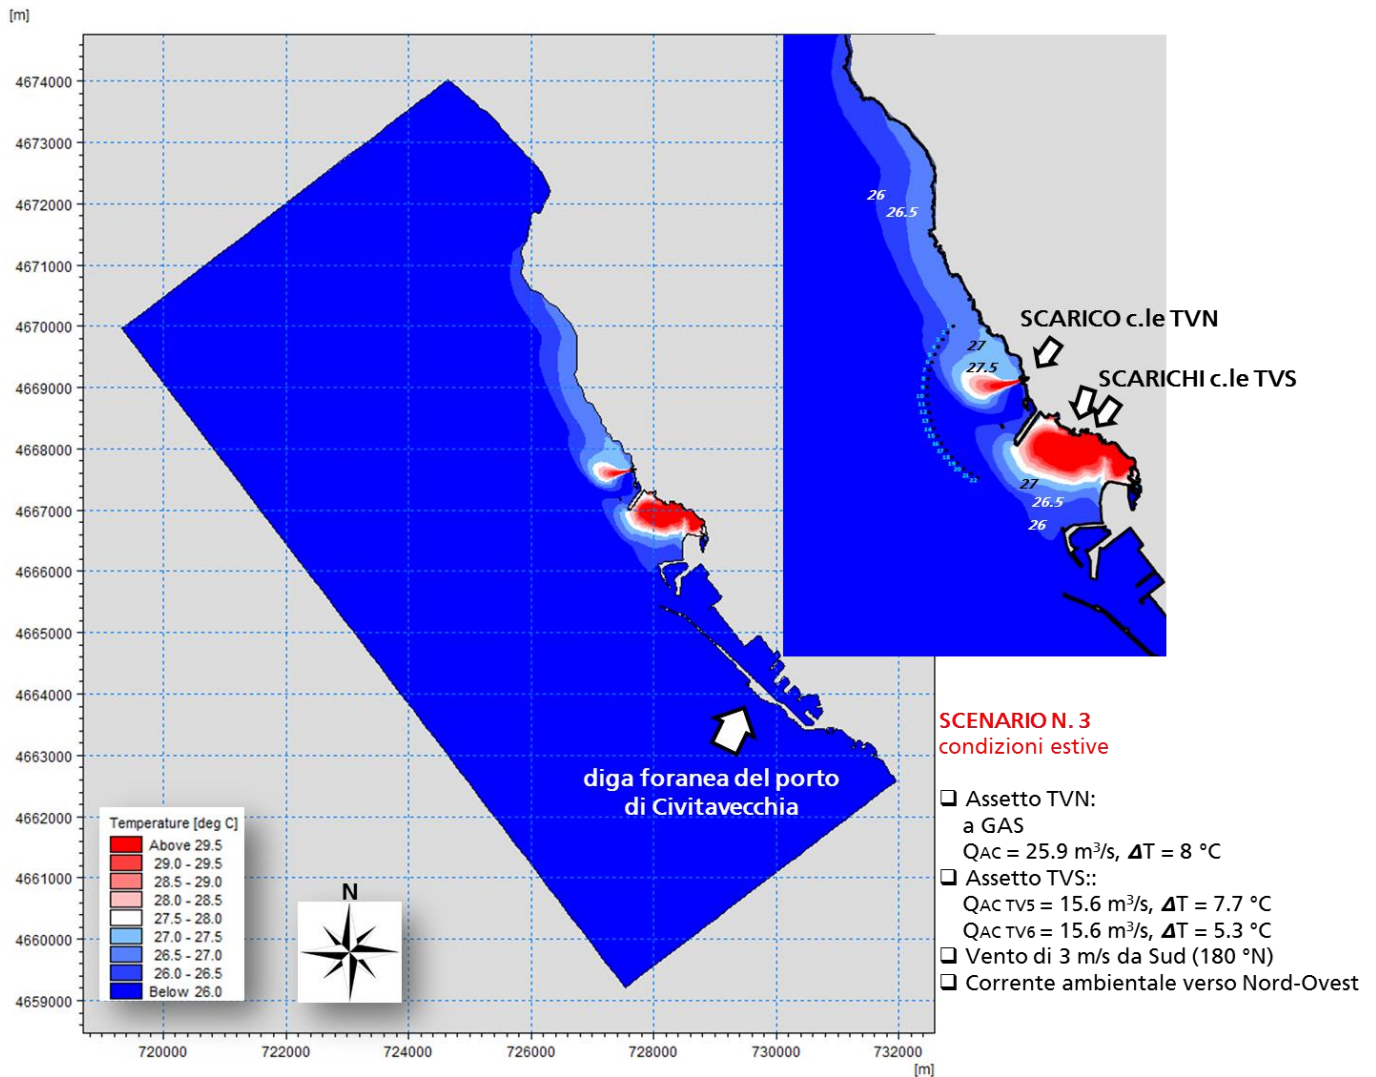 [m]
4674000
4673000
4672000
4671000
4670000
4669000
4668000
4667000
4666000
4665000
4664000
4663000
4662000
4661000
4660000
4659000
720000
722000
724000
726000
728000
730000
732000
[m]
26
26.5
27
27.5
27
26.5
26
SCARICO c.le TVN
SCARICHI c.le TVS
diga foranea del porto
di Civitavecchia
Temperature [deg C]
Above 29.5
29.0 - 29.5
28.5 - 29.0
28.0 - 28.5
27.5 - 28.0
27.0 - 27.5
26.5 - 27.0
26.0 - 26.5
Below 26.0
N
SCENARIO N. 3
condizioni estive
❑ Assetto TVN:
a GAS
QAC = 25.9 m³/s, ΔT = 8 °C
❑ Assetto TVS::
QAC TV5 = 15.6 m³/s, ΔT = 7.7 °C
QAC TV6 = 15.6 m³/s, ΔT = 5.3 °C
❑ Vento di 3 m/s da Sud (180 °N)
❑ Corrente ambientale verso Nord-Ovest